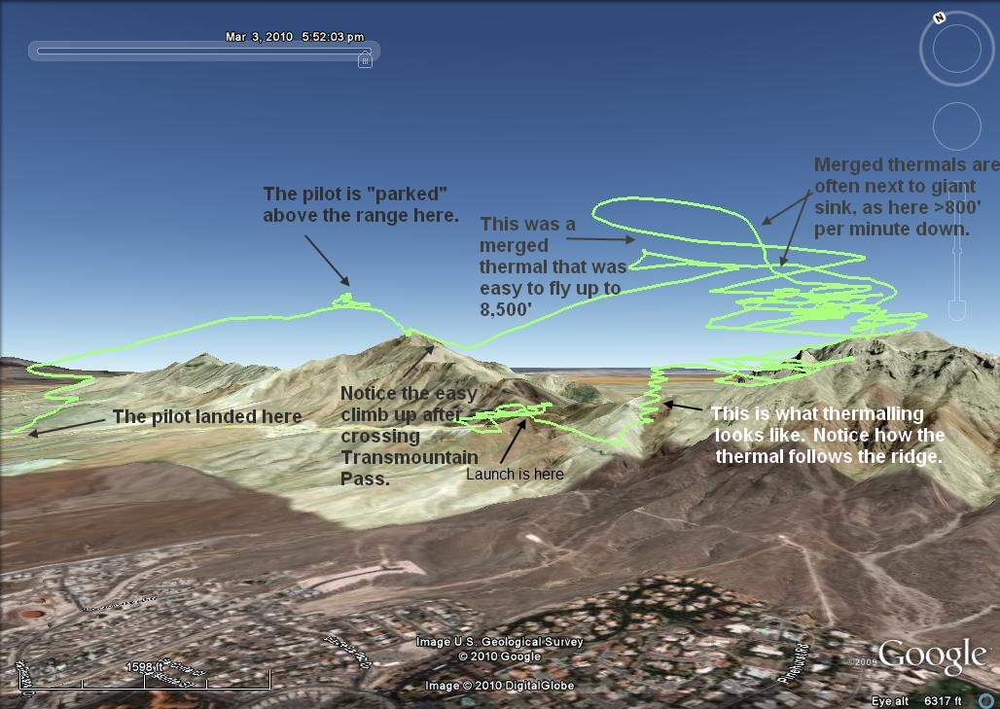 Mar 3, 2010 5:52:03 pm
N
Merged thermals are
often next to giant
sink, as here >800'
per minute down.
The pilot is "parked"
above the range here.
This was a
merged
thermal that was
easy to fly up to
8,500'
Notice the easy
climb up after
crossing
Transmountain
Pass.
The pilot landed here
Launch is here
This is what thermalling
looks like. Notice how the
thermal follows the ridge.
Image U.S. Geological Survey
© 2010 Google
Image © 2010 DigitalGlobe
1598 ft
©2009 Google
Eye alt 6317 ft